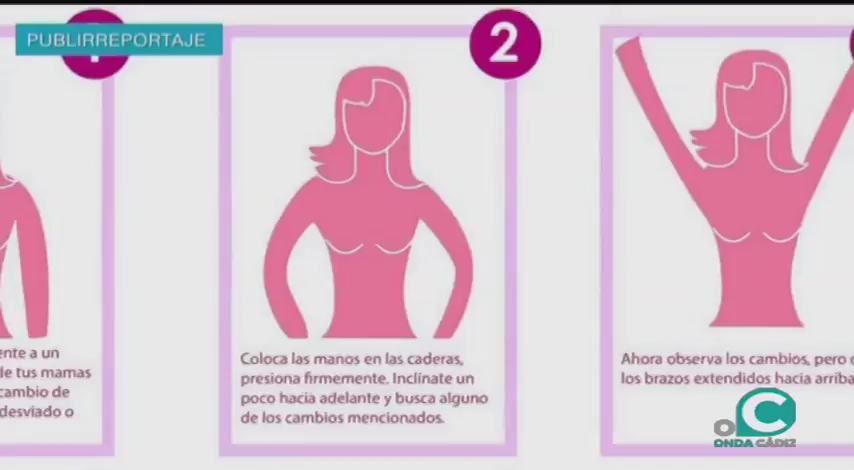 PUBLIRREPORTAJE
2
ente a un
de tus mamas
cambio de
desviado o
Coloca las manos en las caderas,
presiona firmemente. Inclínate un
poco hacia adelante y busca alguno
de los cambios mencionados.
Ahora observa los cambios, pero
los brazos extendidos hacia arriba
ONDA CÁDIZ